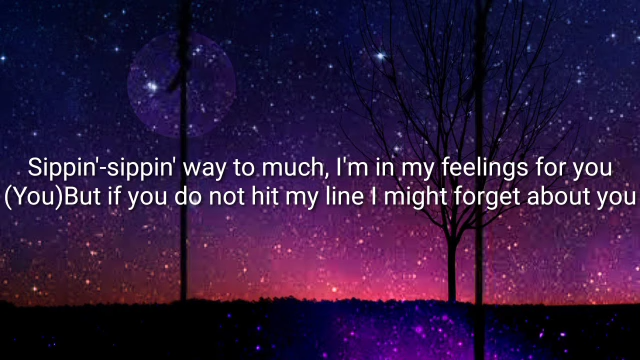 Sippin'-sippin' way to much, I'm in my feelings for you
(You)But if you do not hit my line I might forget about you